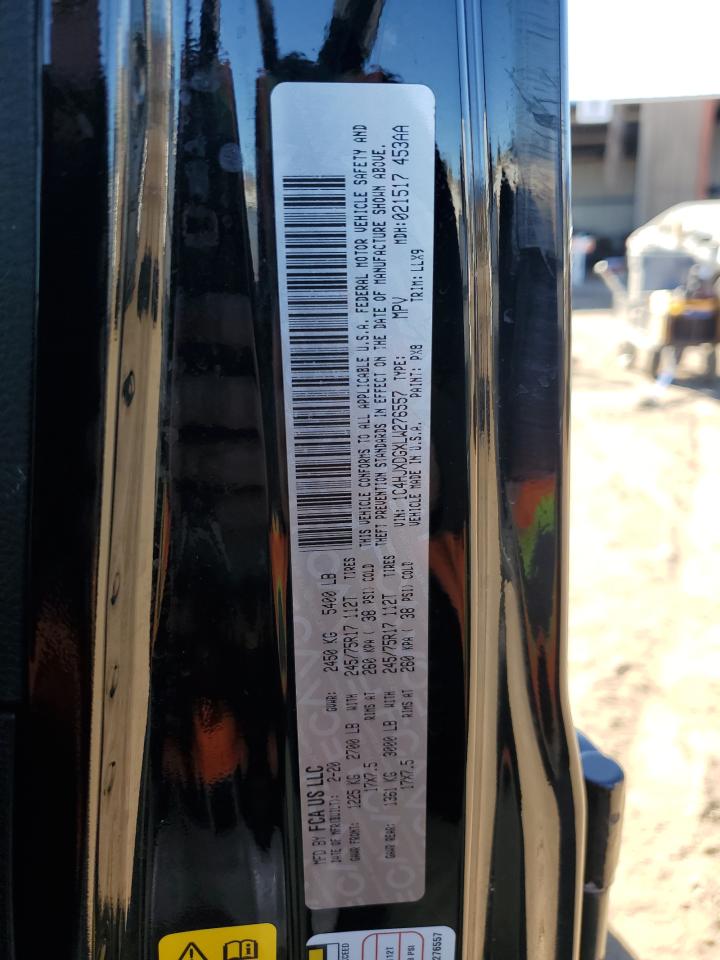 MFD BY FCA US LLC
DATE OF MFR(BUILT): 2-20 GVWR: 2450 KG 5400 LB
GAWR FRONT: 1225 KG 2700 LB WITH 245/75R17 112T TIRES
17X7.5 RIMS AT 260 KPA ( 38 PSI) COLD
GAWR REAR: 1361 KG 3000 LB WITH 245/75R17 112T TIRES
17X7.5 RIMS AT 260 KPA ( 38 PSI) COLD
THIS VEHICLE CONFORMS TO ALL APPLICABLE U.S.A. FEDERAL MOTOR VEHICLE SAFETY AND
THEFT PREVENTION STANDARDS IN EFFECT ON THE DATE OF MANUFACTURE SHOWN ABOVE.
VIN: 1C4HJXDGXLW276557 TYPE: MPV MDH:021517 453AA
VEHICLE MADE IN U.S.A. PAINT: PX8 TRIM: LLX9
276557